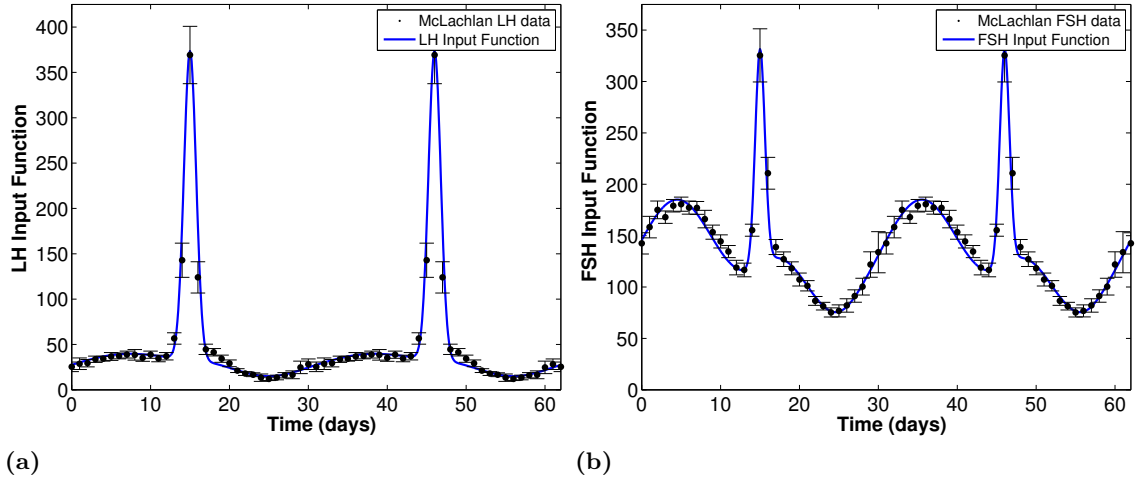 400
350
300
250
200
150
100
50
0
LH Input Function
McLachlan LH data
LH Input Function
0 10 20 30 40 50 60
Time (days)
(a)
350
300
250
200
150
100
50
0
FSH Input Function
McLachlan FSH data
FSH Input Function
0 10 20 30 40 50 60
Time (days)
(b)